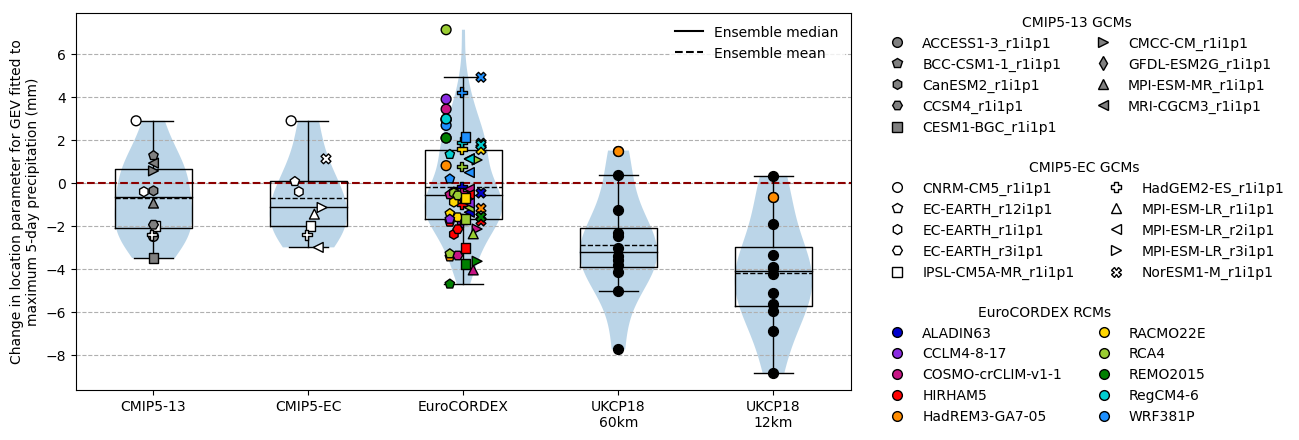 Change in location parameter for GEV fitted to
maximum 5-day precipitation (mm)
6
4
2
0
−2
−4
−6
−8
Ensemble median
Ensemble mean
CMIP5-13
CMIP5-EC
EuroCORDEX
UKCP18
60km
UKCP18
12km
CMIP5-13 GCMs
ACCESS1-3_r1i1p1
BCC-CSM1-1_r1i1p1
CanESM2_r1i1p1
CCSM4_r1i1p1
CESM1-BGC_r1i1p1
CMCC-CM_r1i1p1
GFDL-ESM2G_r1i1p1
MPI-ESM-MR_r1i1p1
MRI-CGCM3_r1i1p1
CMIP5-EC GCMs
CNRM-CM5_r1i1p1
EC-EARTH_r12i1p1
EC-EARTH_r1i1p1
EC-EARTH_r3i1p1
IPSL-CM5A-MR_r1i1p1
HadGEM2-ES_r1i1p1
MPI-ESM-LR_r1i1p1
MPI-ESM-LR_r2i1p1
MPI-ESM-LR_r3i1p1
NorESM1-M_r1i1p1
EuroCORDEX RCMs
ALADIN63
CCLM4-8-17
COSMO-crCLIM-v1-1
HIRHAM5
HadREM3-GA7-05
RACMO22E
RCA4
REMO2015
RegCM4-6
WRF381P